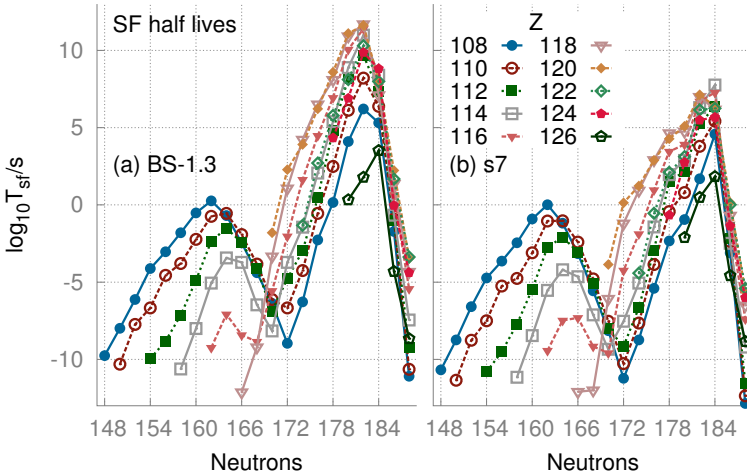 SF half lives
Z
108 118
110 120
112 122
114 124
116 126
(a) BS-1.3
(b) s7
log₁₀Tsf/s
10
5
0
-5
-10
148 154 160 166 172 178 184
148 154 160 166 172 178 184
Neutrons
Neutrons